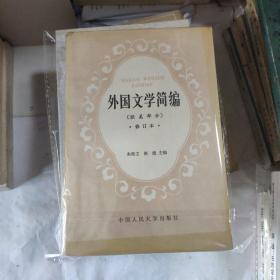 外国文学简编
(欧美部分)
·修订本·
朱维之 赵澧 主编
中国人民大学出版社